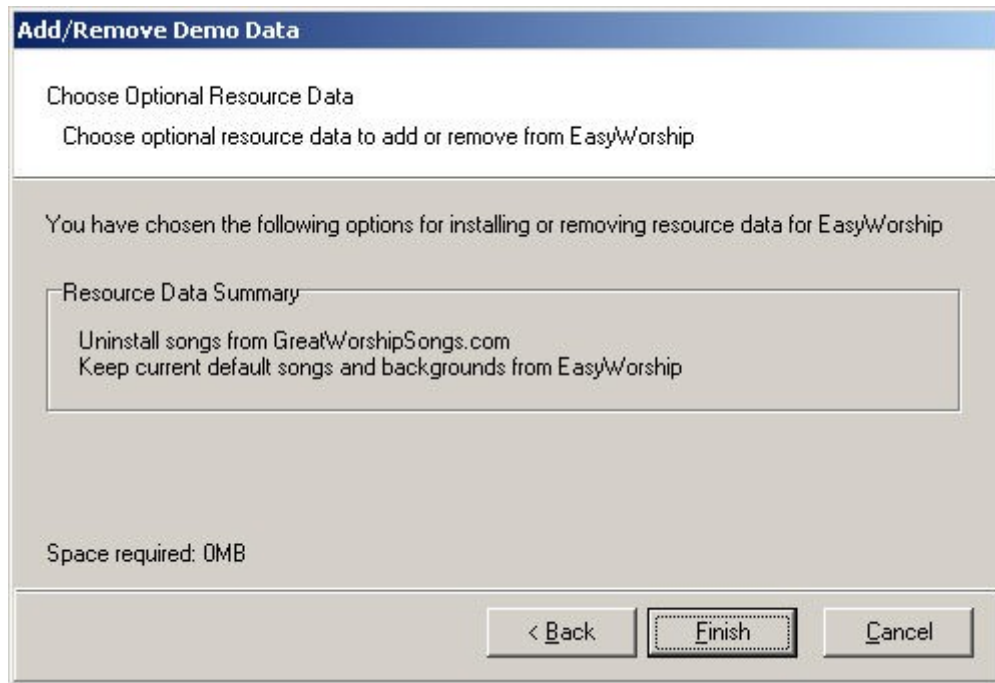 Add/Remove Demo Data
Choose Optional Resource Data
Choose optional resource data to add or remove from EasyWorship
You have chosen the following options for installing or removing resource data for EasyWorship
Resource Data Summary
Uninstall songs from GreatWorshipSongs.com
Keep current default songs and backgrounds from EasyWorship
Space required: 0MB
< Back
Finish
Cancel